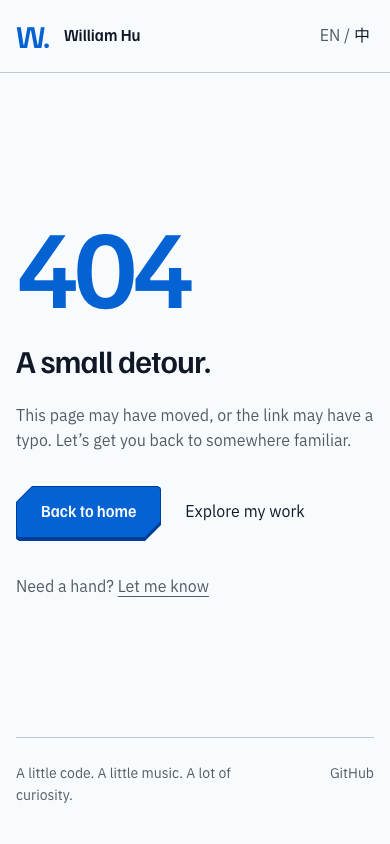 W. William Hu EN / 中
404
A small detour.
This page may have moved, or the link may have a
typo. Let’s get you back to somewhere familiar.
Back to home Explore my work
Need a hand? Let me know
A little code. A little music. A lot of
curiosity.
GitHub